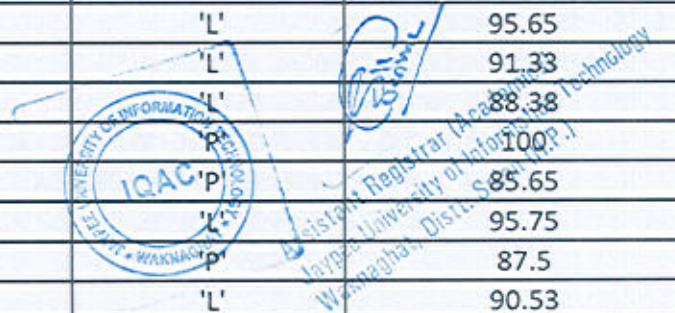 'L' 95.65
'L' 91.33
'L' 88.38
'P' 100
'P' 85.65
'L' 95.75
'P' 87.5
'L' 90.53
JAYPEE UNIVERSITY OF INFORMATION TECHNOLOGY
WAKNAGHAT
IQAC
Assistant Registrar (Academics)
Jaypee University of Information Technology
Waknaghat, Distt. Solan (H.P.)